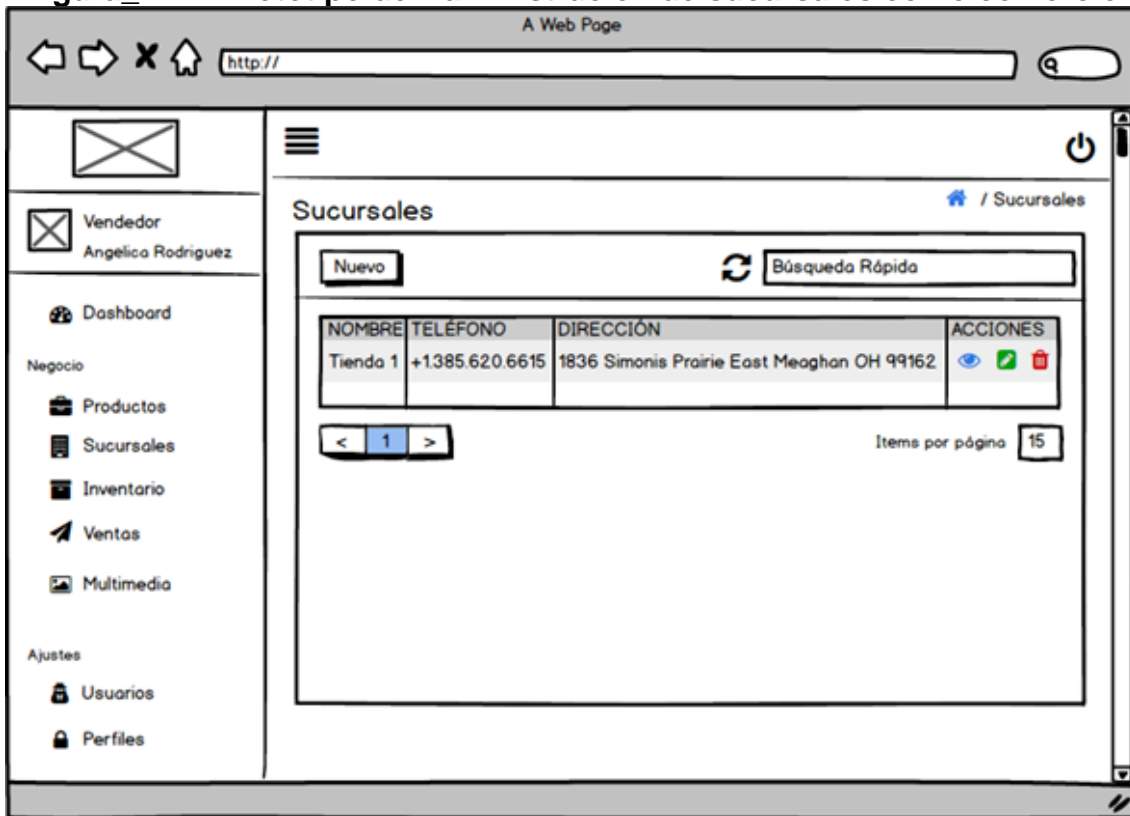 A Web Page
http://
Vendedor
Angelica Rodriguez
Dashboard
Negocio
Productos
Sucursales
Inventario
Ventas
Multimedia
Ajustes
Usuarios
Perfiles
/ Sucursales
Sucursales
Nuevo
Búsqueda Rápida
NOMBRE TELÉFONO DIRECCIÓN ACCIONES
Tienda 1 +1.385.620.6615 1836 Simonis Prairie East Meaghan OH 99162
< 1 >
Items por página 15